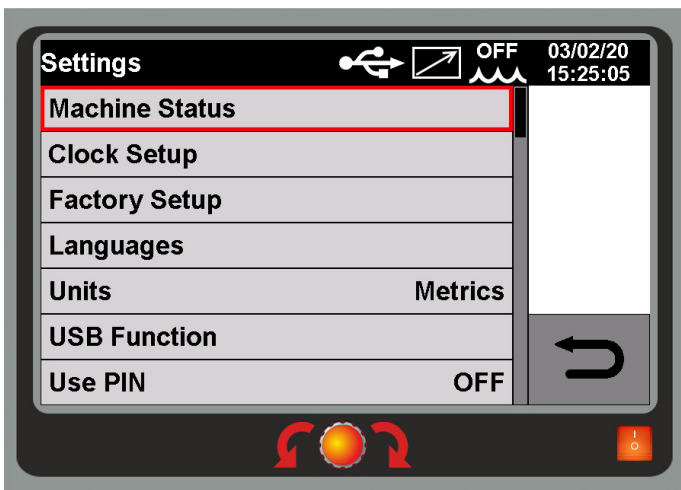 Settings
OFF
03/02/20
15:25:05
Machine Status
Clock Setup
Factory Setup
Languages
Units Metrics
USB Function
Use PIN OFF
I
O